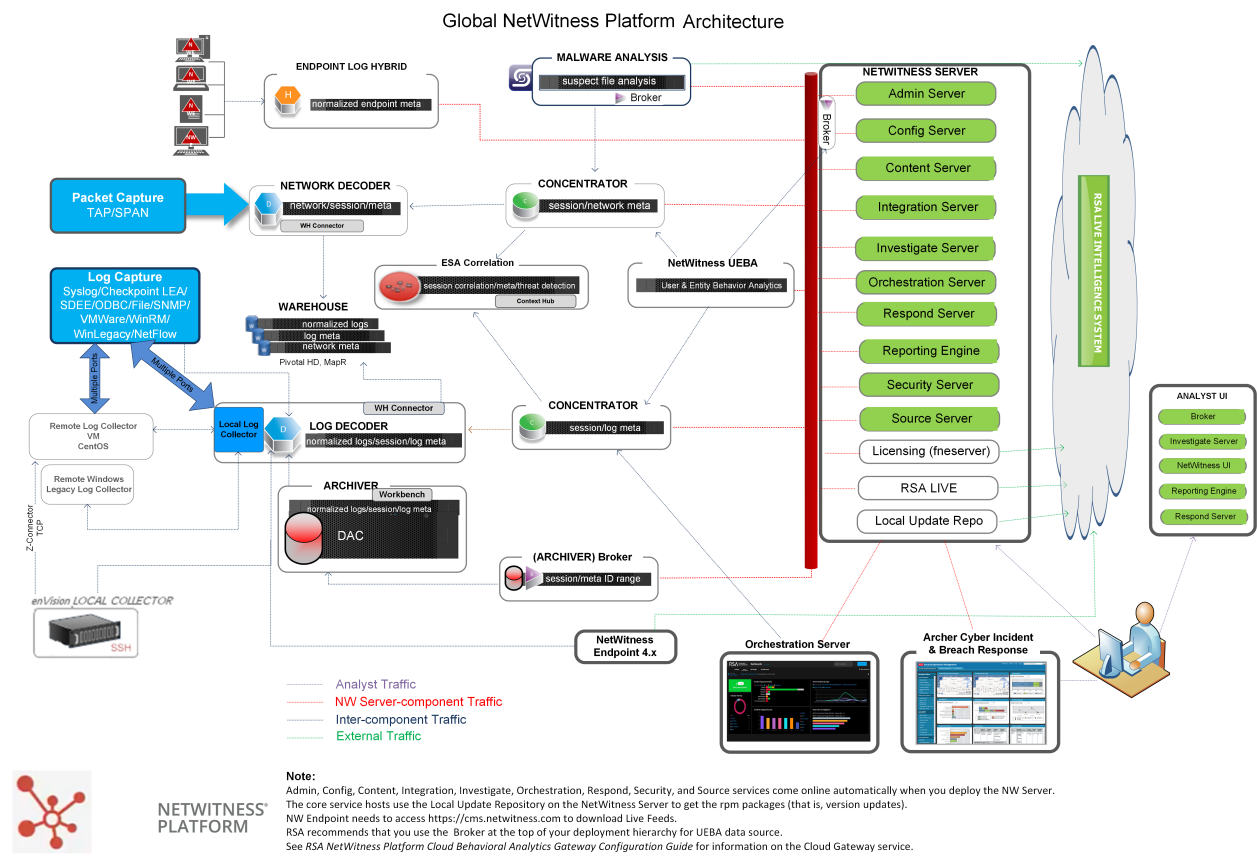 Global NetWitness Platform Architecture
ENDPOINT LOG HYBRID
H
normalized endpoint meta
N
N
N
NW
MALWARE ANALYSIS
suspect file analysis
Broker
NETWITNESS SERVER
Broker
Admin Server
Config Server
Content Server
Integration Server
Investigate Server
Orchestration Server
Respond Server
Reporting Engine
Security Server
Source Server
Licensing (fneserver)
RSA LIVE
Local Update Repo
RSA LIVE INTELLIGENCE SYSTEM
Packet Capture
TAP/SPAN
NETWORK DECODER
D
network/session/meta
WH Connector
CONCENTRATOR
C
session/network meta
Log Capture
Syslog/Checkpoint LEA/
SDEE/ODBC/File/SNMP/
VMWare/WinRM/
WinLegacy/NetFlow
ESA Correlation
session correlation/meta/threat detection
Context Hub
NetWitness UEBA
User & Entity Behavior Analytics
WAREHOUSE
normalized logs
log meta
network meta
Pivotal HD, MapR
Multiple Ports
Multiple Ports
Remote Log Collector
VM
CentOS
Remote Windows
Legacy Log Collector
Local Log
Collector
WH Connector
D
LOG DECODER
normalized logs/session/log meta
CONCENTRATOR
C
session/log meta
ANALYST UI
Broker
Investigate Server
NetWitness UI
Reporting Engine
Respond Server
ARCHIVER
Workbench
normalized logs/session/log meta
DAC
Z-Connector
TCP
(ARCHIVER) Broker
session/meta ID range
enVision LOCAL COLLECTOR
SSH
NetWitness
Endpoint 4.x
Orchestration Server
RSA
Archer Cyber Incident
& Breach Response
Analyst Traffic
NW Server-component Traffic
Inter-component Traffic
External Traffic
NETWITNESS®
PLATFORM
Note:
Admin, Config, Content, Integration, Investigate, Orchestration, Respond, Security, and Source services come online automatically when you deploy the NW Server.
The core service hosts use the Local Update Repository on the NetWitness Server to get the rpm packages (that is, version updates).
NW Endpoint needs to access https://cms.netwitness.com to download Live Feeds.
RSA recommends that you use the Broker at the top of your deployment hierarchy for UEBA data source.
See RSA NetWitness Platform Cloud Behavioral Analytics Gateway Configuration Guide for information on the Cloud Gateway service.